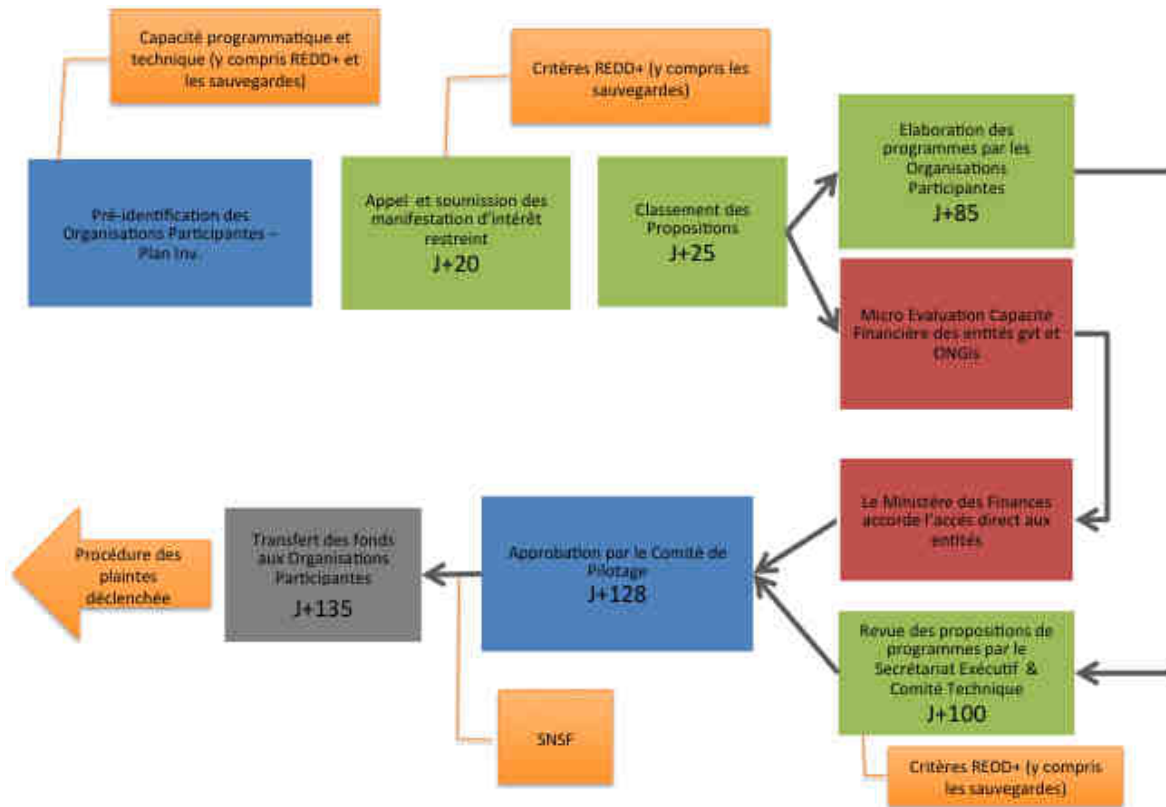 Capacité programmatique et
technique (y compris REDD+ et
les sauvegardes)
Critères REDD+ (y compris les
sauvegardes)
Pré-identification des
Organisations Participantes –
Plan Inv.
Appel et soumission des
manifestation d'intérêt
restreint
J+20
Classement des
Propositions
J+25
Elaboration des
programmes par les
Organisations
Participantes
J+85
Micro Evaluation Capacité
Financière des entités gvt et
ONGis
Le Ministère des Finances
accorde l'accès direct aux
entités
Revue des propositions de
programmes par le
Secrétariat Exécutif &
Comité Technique
J+100
Critères REDD+ (y compris
les sauvegardes)
Approbation par le Comité de
Pilotage
J+128
SNSF
Transfert des fonds
aux Organisations
Participantes
J+135
Procédure des
plaintes
déclenchée